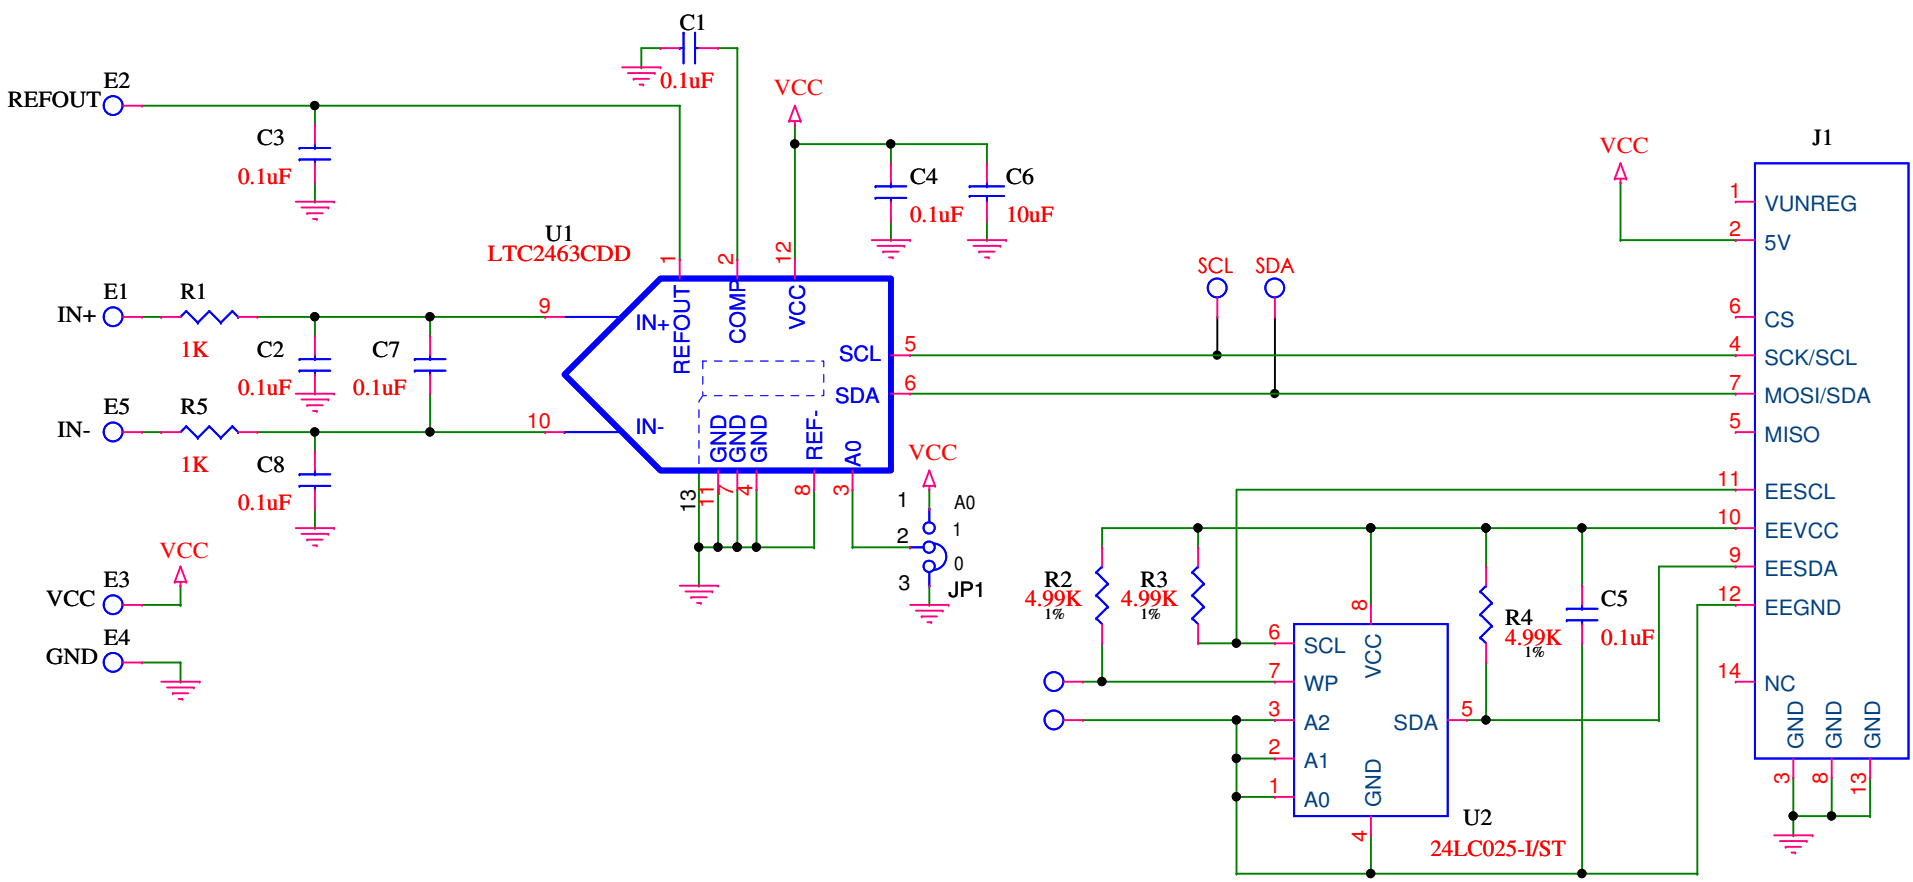 C1
0.1uF
E2
REFOUT
C3
0.1uF
VCC
C4
0.1uF
C6
10uF
U1
LTC2463CDD
1
2
12
REFOUT
COMP
VCC
E1
IN+
R1
1K
C2
0.1uF
C7
0.1uF
9
IN+
E5
IN-
R5
1K
C8
0.1uF
10
IN-
SCL
5
SDA
6
GND
GND
GND
REF-
A0
13
11
7
4
8
3
VCC
1
A0
2
1
0
3
JP1
VCC
E3
VCC
E4
GND
SCL
SDA
VCC
J1
1
VUNREG
2
5V
6
CS
4
SCK/SCL
7
MOSI/SDA
5
MISO
11
EESCL
10
EEVCC
9
EESDA
12
EEGND
14
NC
GND
GND
GND
3
8
13
R2
4.99K
1%
R3
4.99K
1%
R4
4.99K
1%
C5
0.1uF
8
VCC
6
SCL
7
WP
3
A2
2
A1
1
A0
SDA
5
GND
4
U2
24LC025-I/ST